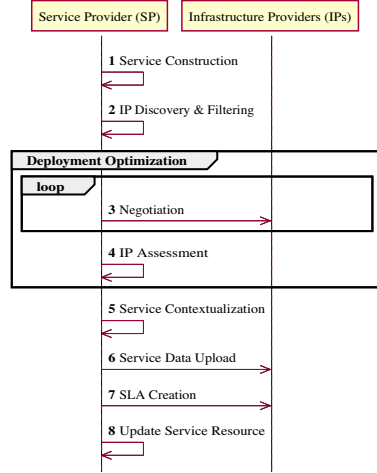 Service Provider (SP) Infrastructure Providers (IPs)
1 Service Construction
2 IP Discovery & Filtering
Deployment Optimization
loop
3 Negotiation
4 IP Assessment
5 Service Contextualization
6 Service Data Upload
7 SLA Creation
8 Update Service Resource